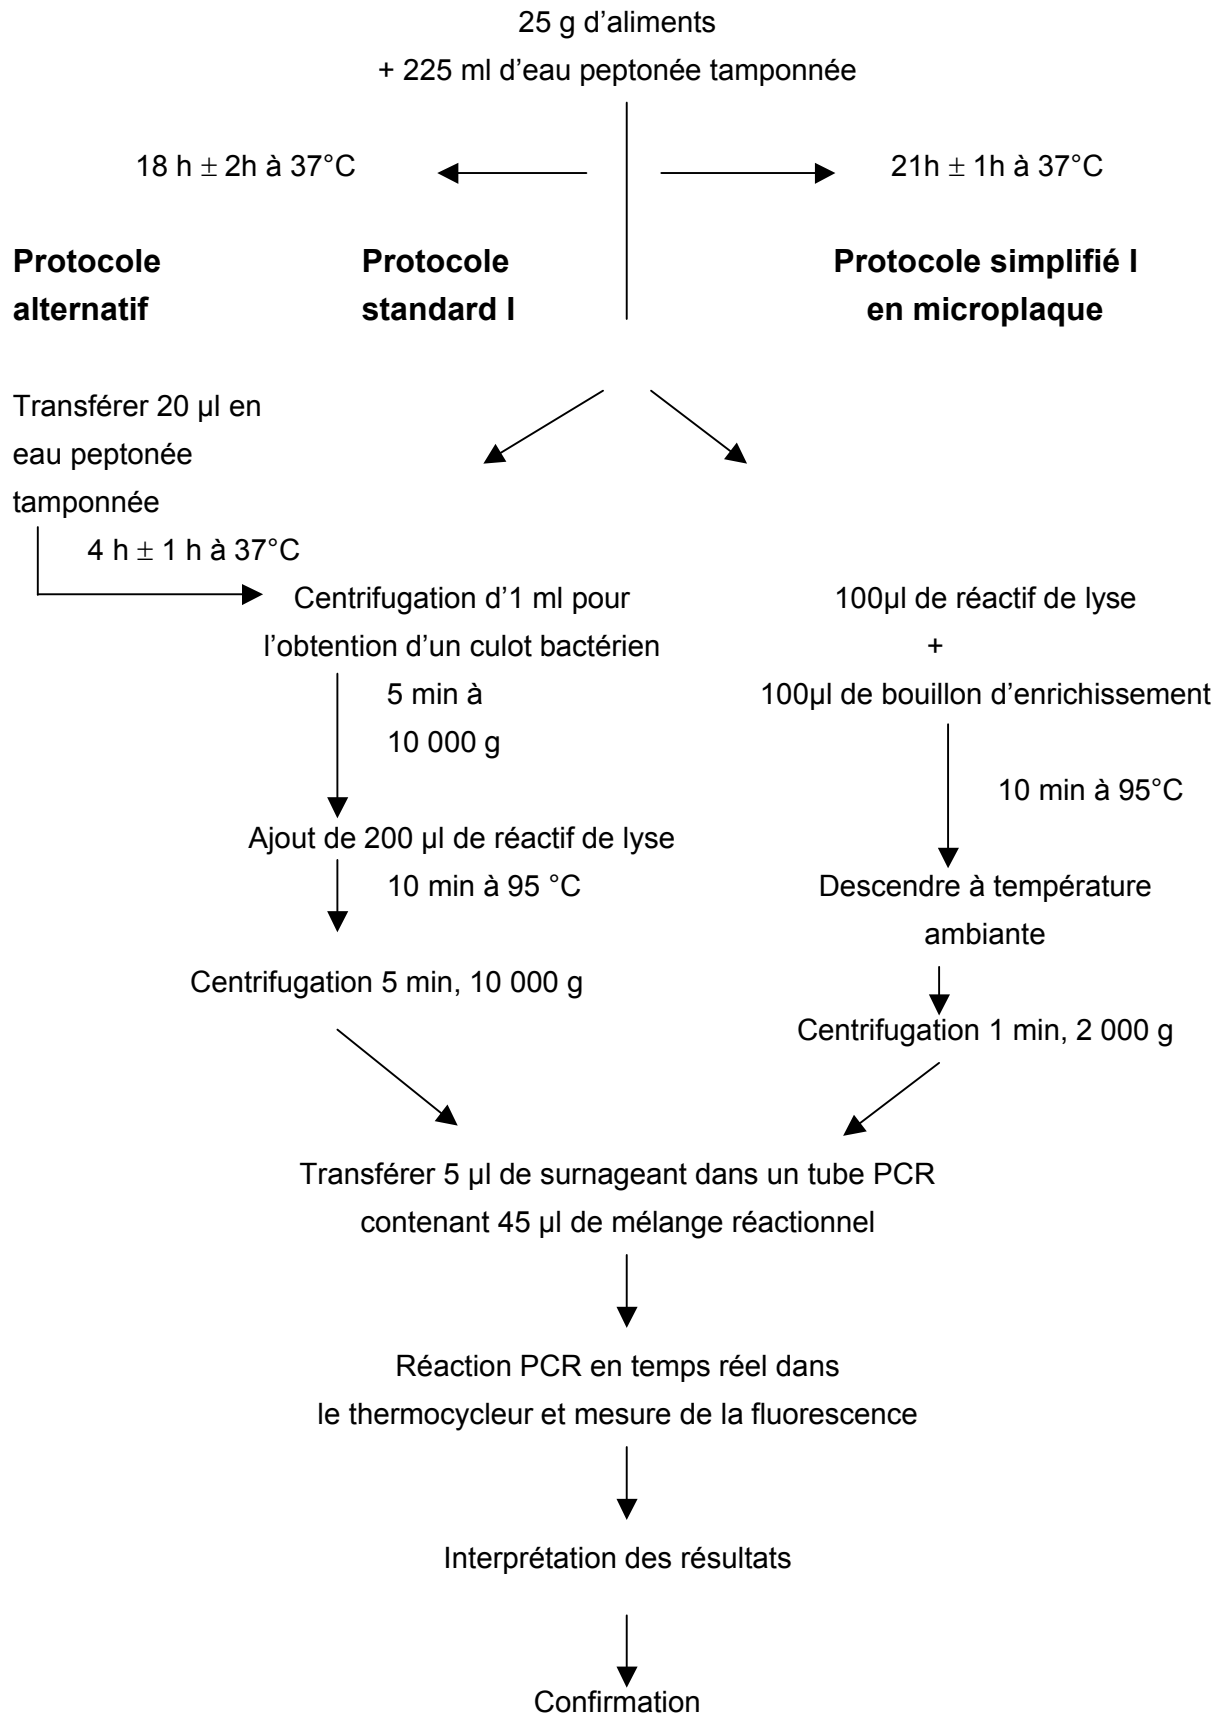 25 g d’aliments
+ 225 ml d’eau peptonée tamponnée
18 h ± 2h à 37°C
21h ± 1h à 37°C
Protocole
alternatif
Protocole
standard I
Protocole simplifié I
en microplaque
Transférer 20 µl en
eau peptonée
tamponnée
4 h ± 1 h à 37°C
Centrifugation d’1 ml pour
l’obtention d’un culot bactérien
5 min à
10 000 g
Ajout de 200 µl de réactif de lyse
10 min à 95 °C
Centrifugation 5 min, 10 000 g
100µl de réactif de lyse
+
100µl de bouillon d’enrichissement
10 min à 95°C
Descendre à température
ambiante
Centrifugation 1 min, 2 000 g
Transférer 5 µl de surnageant dans un tube PCR
contenant 45 µl de mélange réactionnel
Réaction PCR en temps réel dans
le thermocycleur et mesure de la fluorescence
Interprétation des résultats
Confirmation